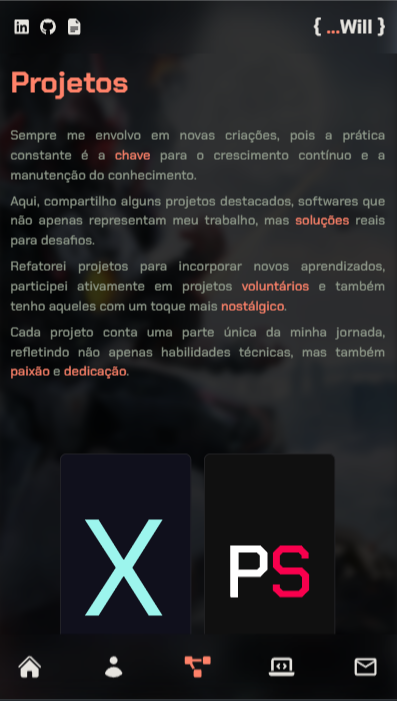 { ...Will }
Projetos
Sempre me envolvo em novas criações, pois a prática
constante é a chave para o crescimento contínuo e a
manutenção do conhecimento.
Aqui, compartilho alguns projetos destacados, softwares que
não apenas representam meu trabalho, mas soluções reais
para desafios.
Refatorei projetos para incorporar novos aprendizados,
participei ativamente em projetos voluntários e também
tenho aqueles com um toque mais nostálgico.
Cada projeto conta uma parte única da minha jornada,
refletindo não apenas habilidades técnicas, mas também
paixão e dedicação.
X
PS